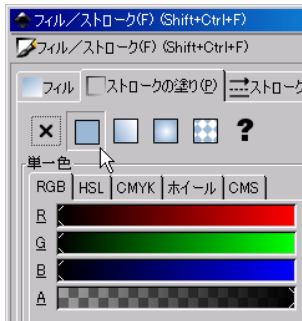 フィル／ストローク(F) (Shift+Ctrl+F)
フィル／ストローク(F) (Shift+Ctrl+F)
フィル ストロークの塗り(P) ストローク
?
単一色
RGB HSL CMYK ホイール CMS
R
G
B
A